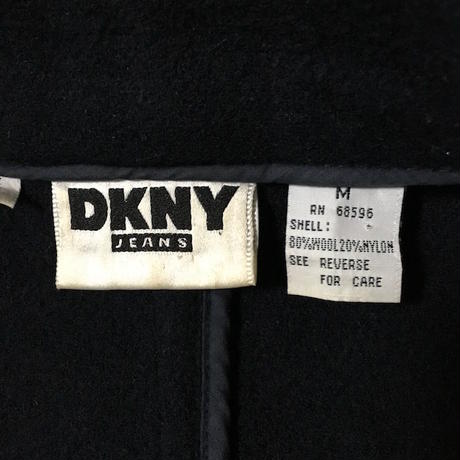 DKNY
JEANS
M
RN 68596
SHELL:
80%WOOL20%NYLON
SEE REVERSE
FOR CARE